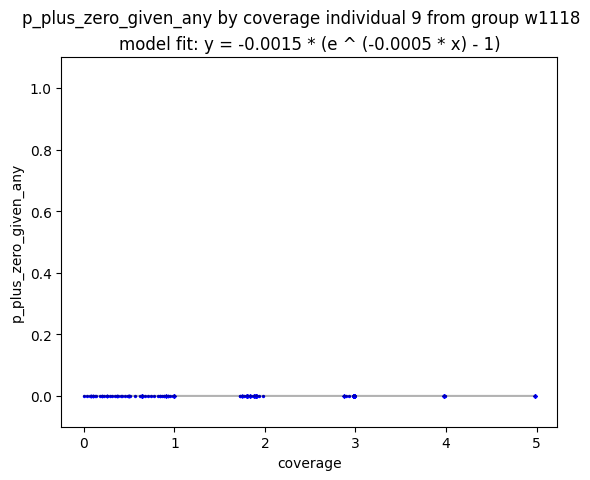 p_plus_zero_given_any by coverage individual 9 from group w1118
model fit: y = -0.0015 * (e ^ (-0.0005 * x) - 1)
1.0
0.8
0.6
0.4
0.2
0.0
p_plus_zero_given_any
0 1 2 3 4 5
coverage